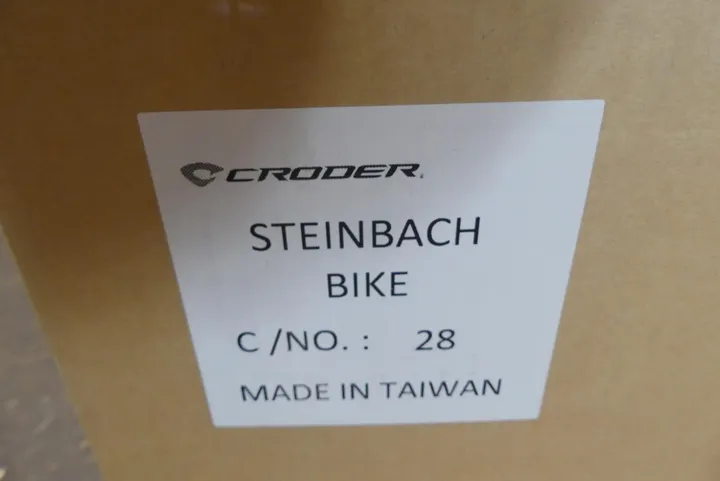 CRODER
STEINBACH
BIKE
C /NO. : 28
MADE IN TAIWAN